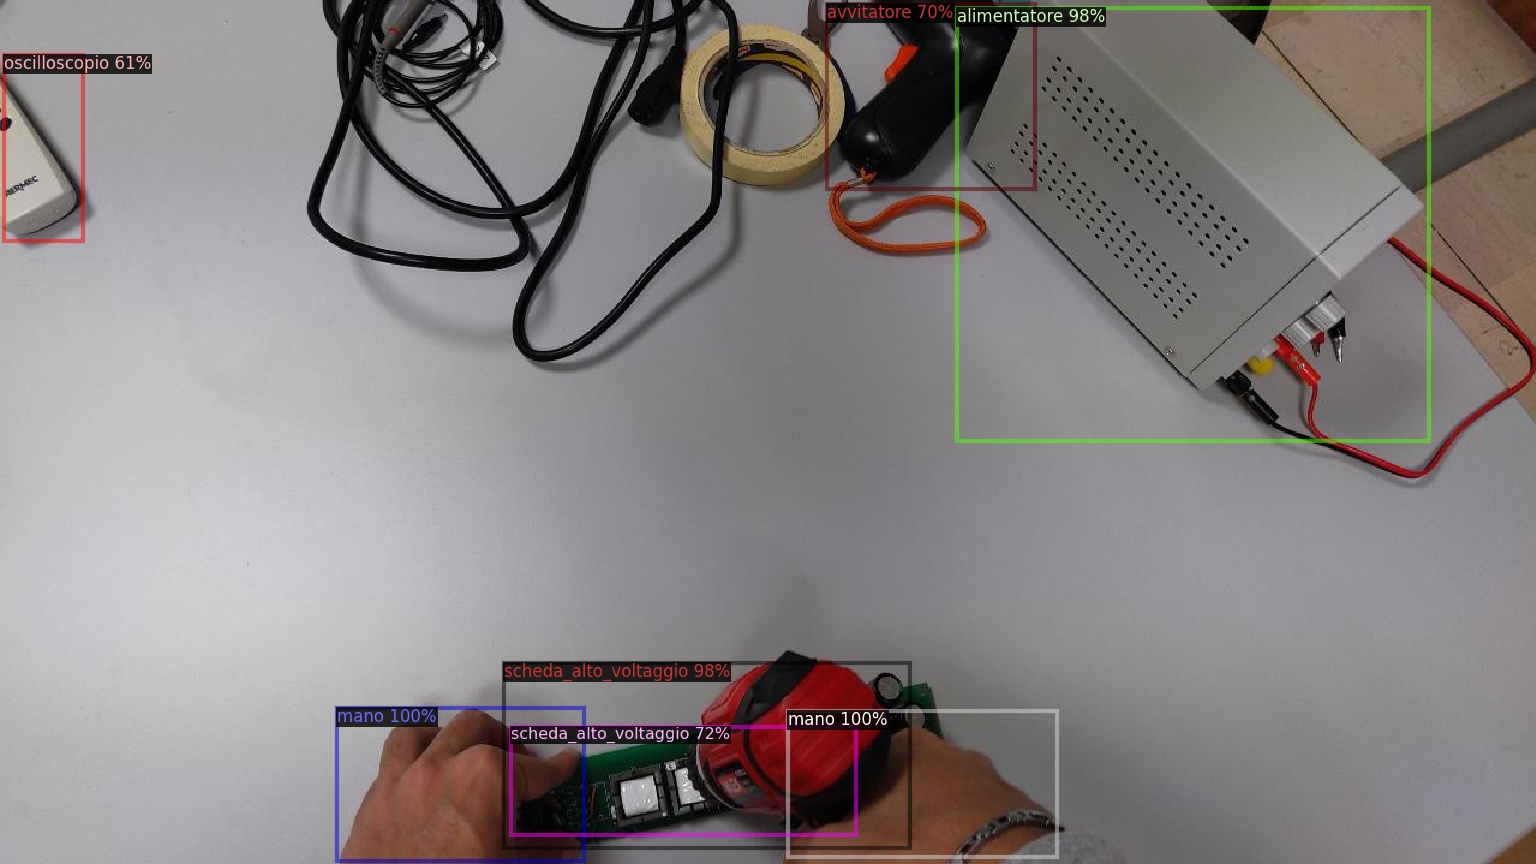 avvitatore 70%
alimentatore 98%
oscilloscopio 61%
scheda_alto_voltaggio 98%
mano 100%
mano 100%
scheda_alto_voltaggio 72%